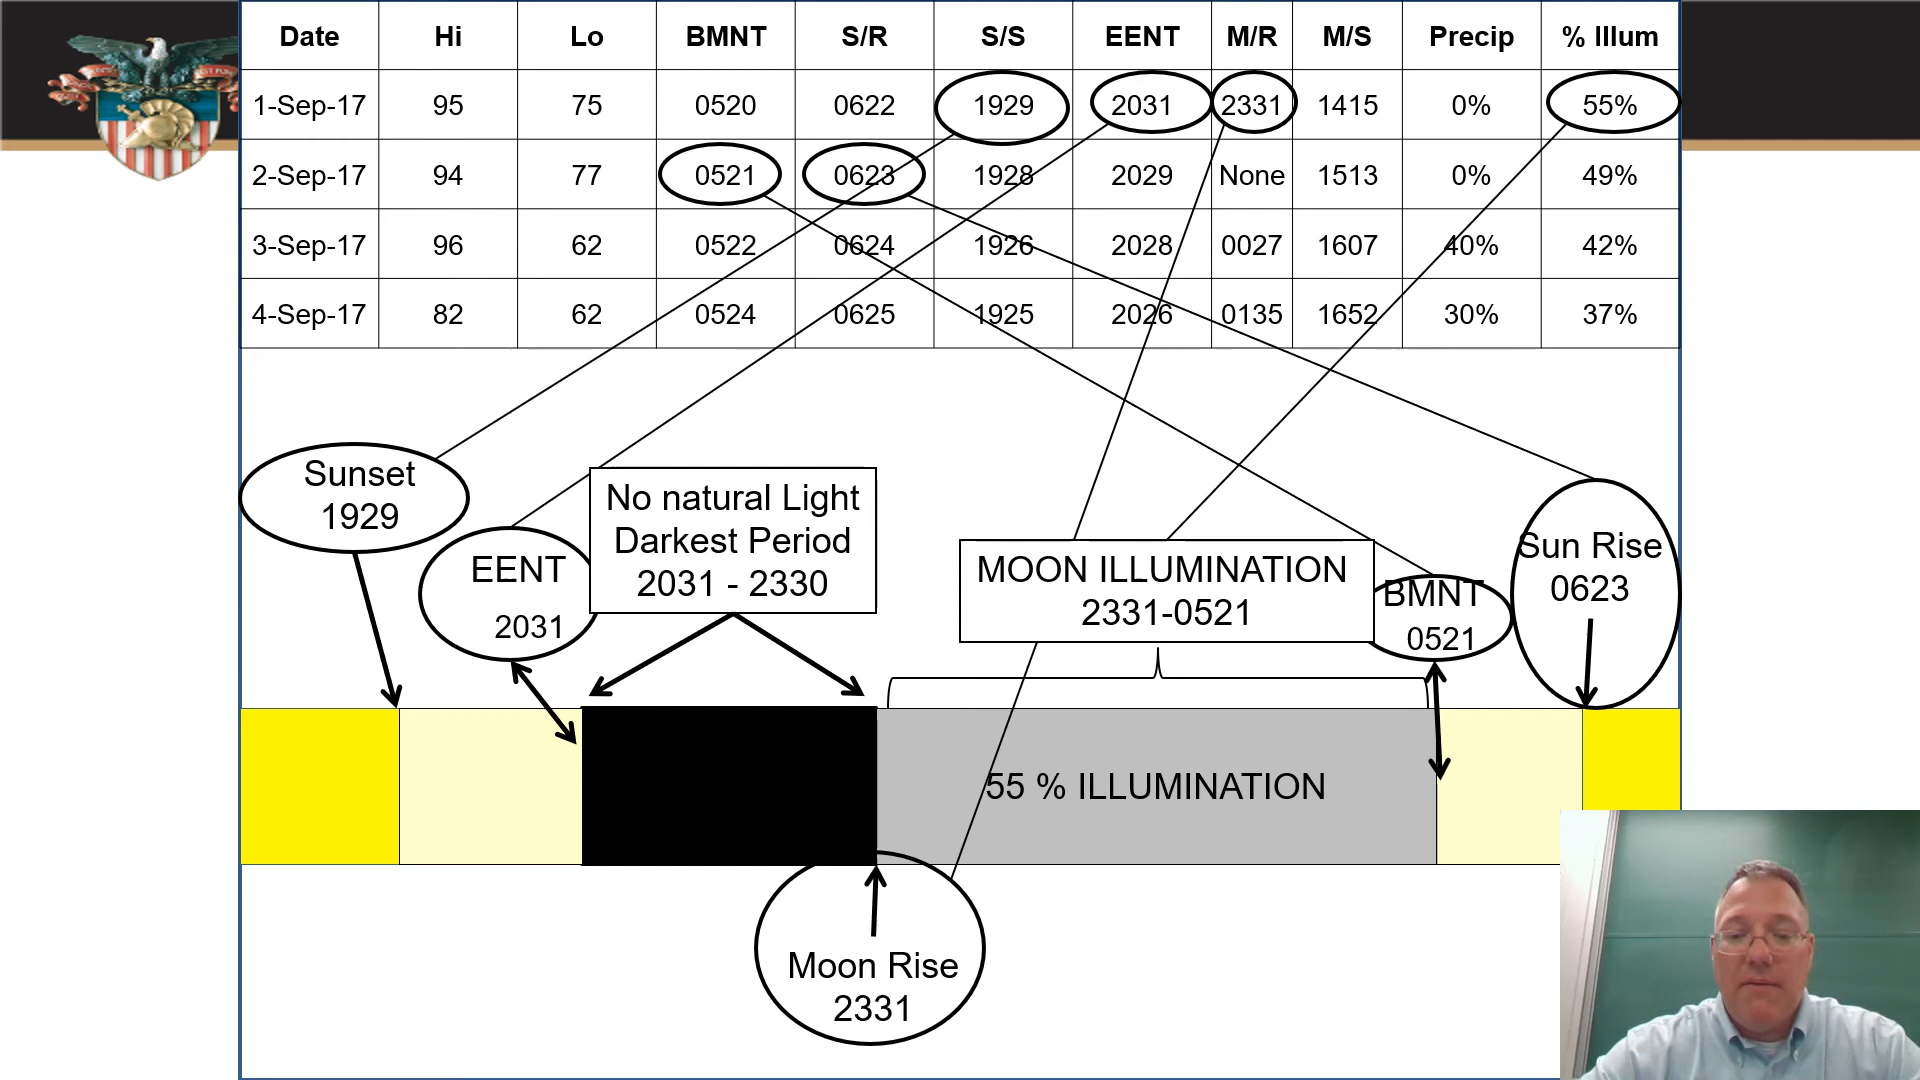 Date Hi Lo BMNT S/R S/S EENT M/R M/S Precip % Illum
1-Sep-17 95 75 0520 0622 1929 2031 2331 1415 0% 55%
2-Sep-17 94 77 0521 0623 1928 2029 None 1513 0% 49%
3-Sep-17 96 62 0522 0624 1926 2028 0027 1607 40% 42%
4-Sep-17 82 62 0524 0625 1925 2026 0135 1652 30% 37%
Sunset
1929
EENT
2031
No natural Light
Darkest Period
2031 - 2330
MOON ILLUMINATION
2331-0521
BMNT
0521
Sun Rise
0623
55 % ILLUMINATION
Moon Rise
2331